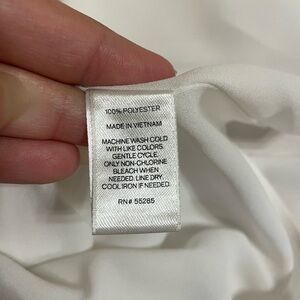 100% POLYESTER
MADE IN VIETNAM
MACHINE WASH COLD
WITH LIKE COLORS.
GENTLE CYCLE.
ONLY NON-CHLORINE
BLEACH WHEN
NEEDED. LINE DRY.
COOL IRON IF NEEDED.
RN# 55285